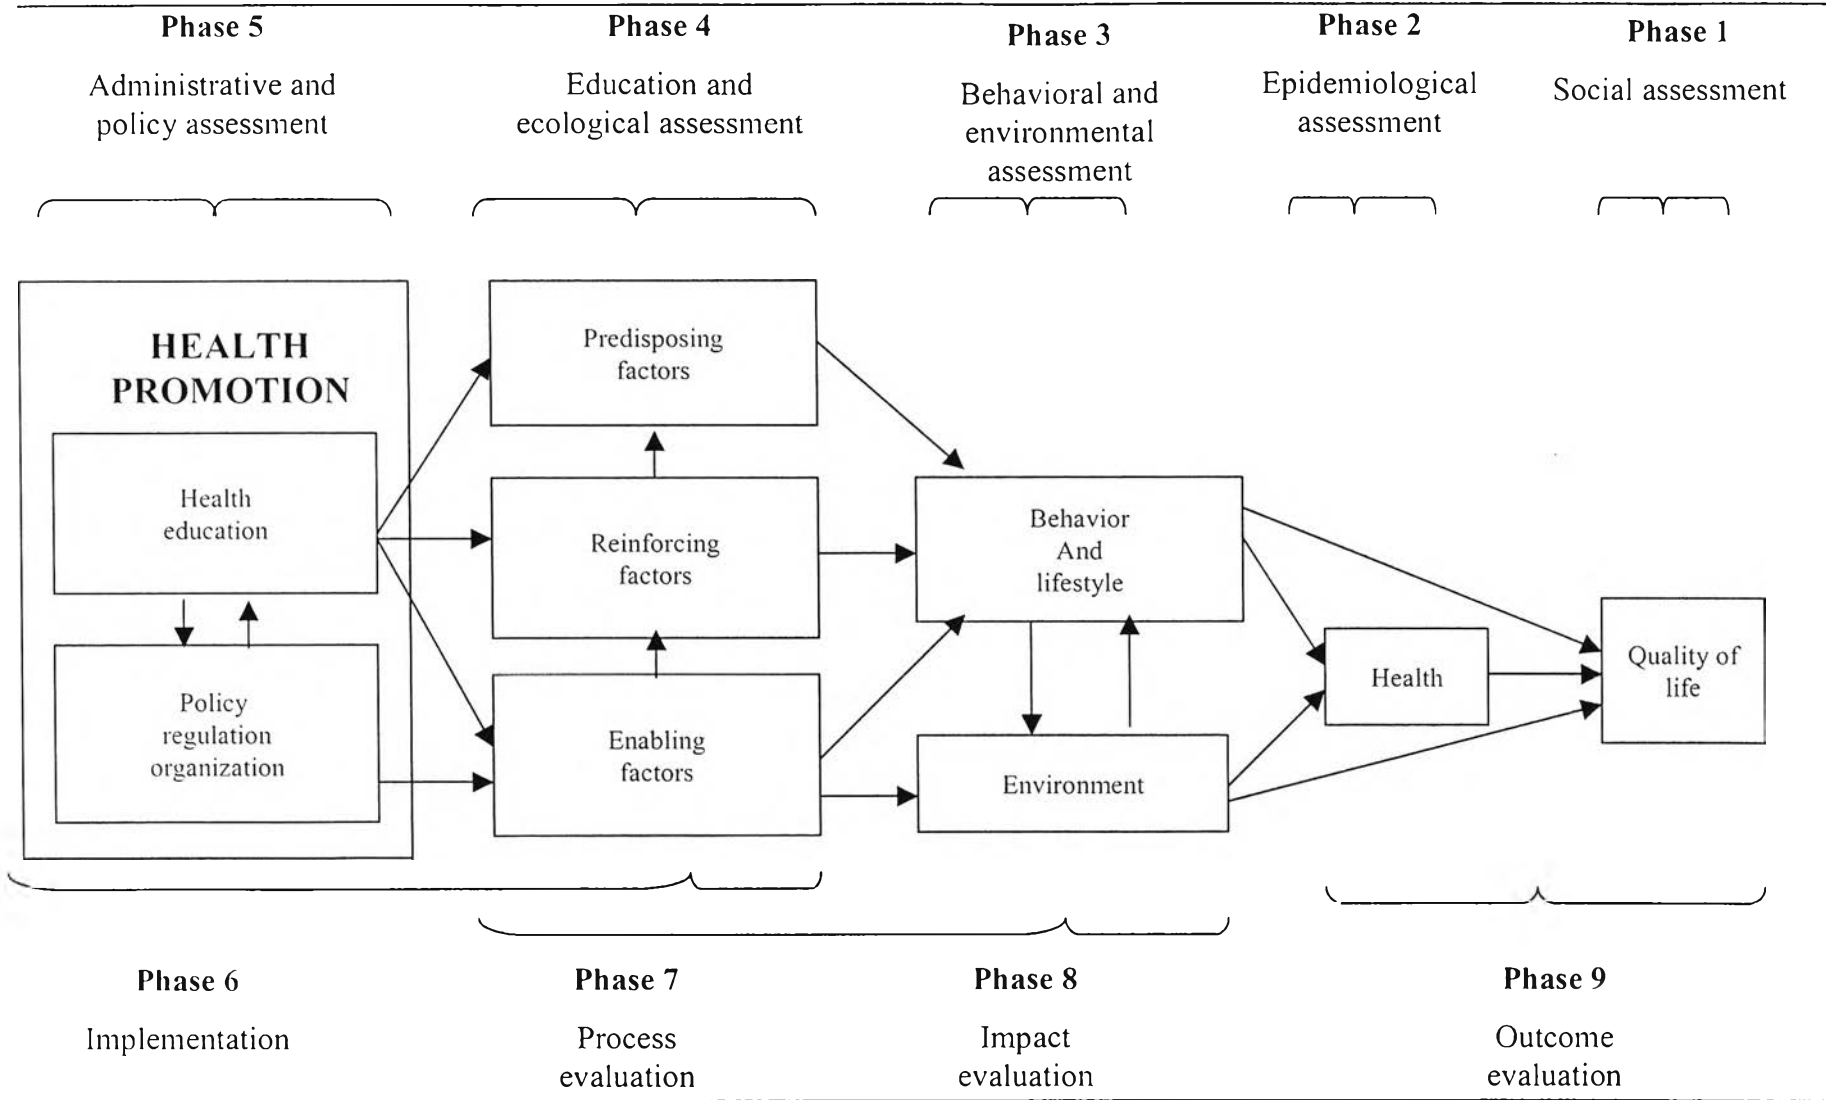 Phase 5
Administrative and
policy assessment
Phase 4
Education and
ecological assessment
Phase 3
Behavioral and
environmental
assessment
Phase 2
Epidemiological
assessment
Phase 1
Social assessment
HEALTH
PROMOTION
Health
education
Policy
regulation
organization
Predisposing
factors
Reinforcing
factors
Enabling
factors
Behavior
And
lifestyle
Environment
Health
Quality of
life
Phase 6
Implementation
Phase 7
Process
evaluation
Phase 8
Impact
evaluation
Phase 9
Outcome
evaluation